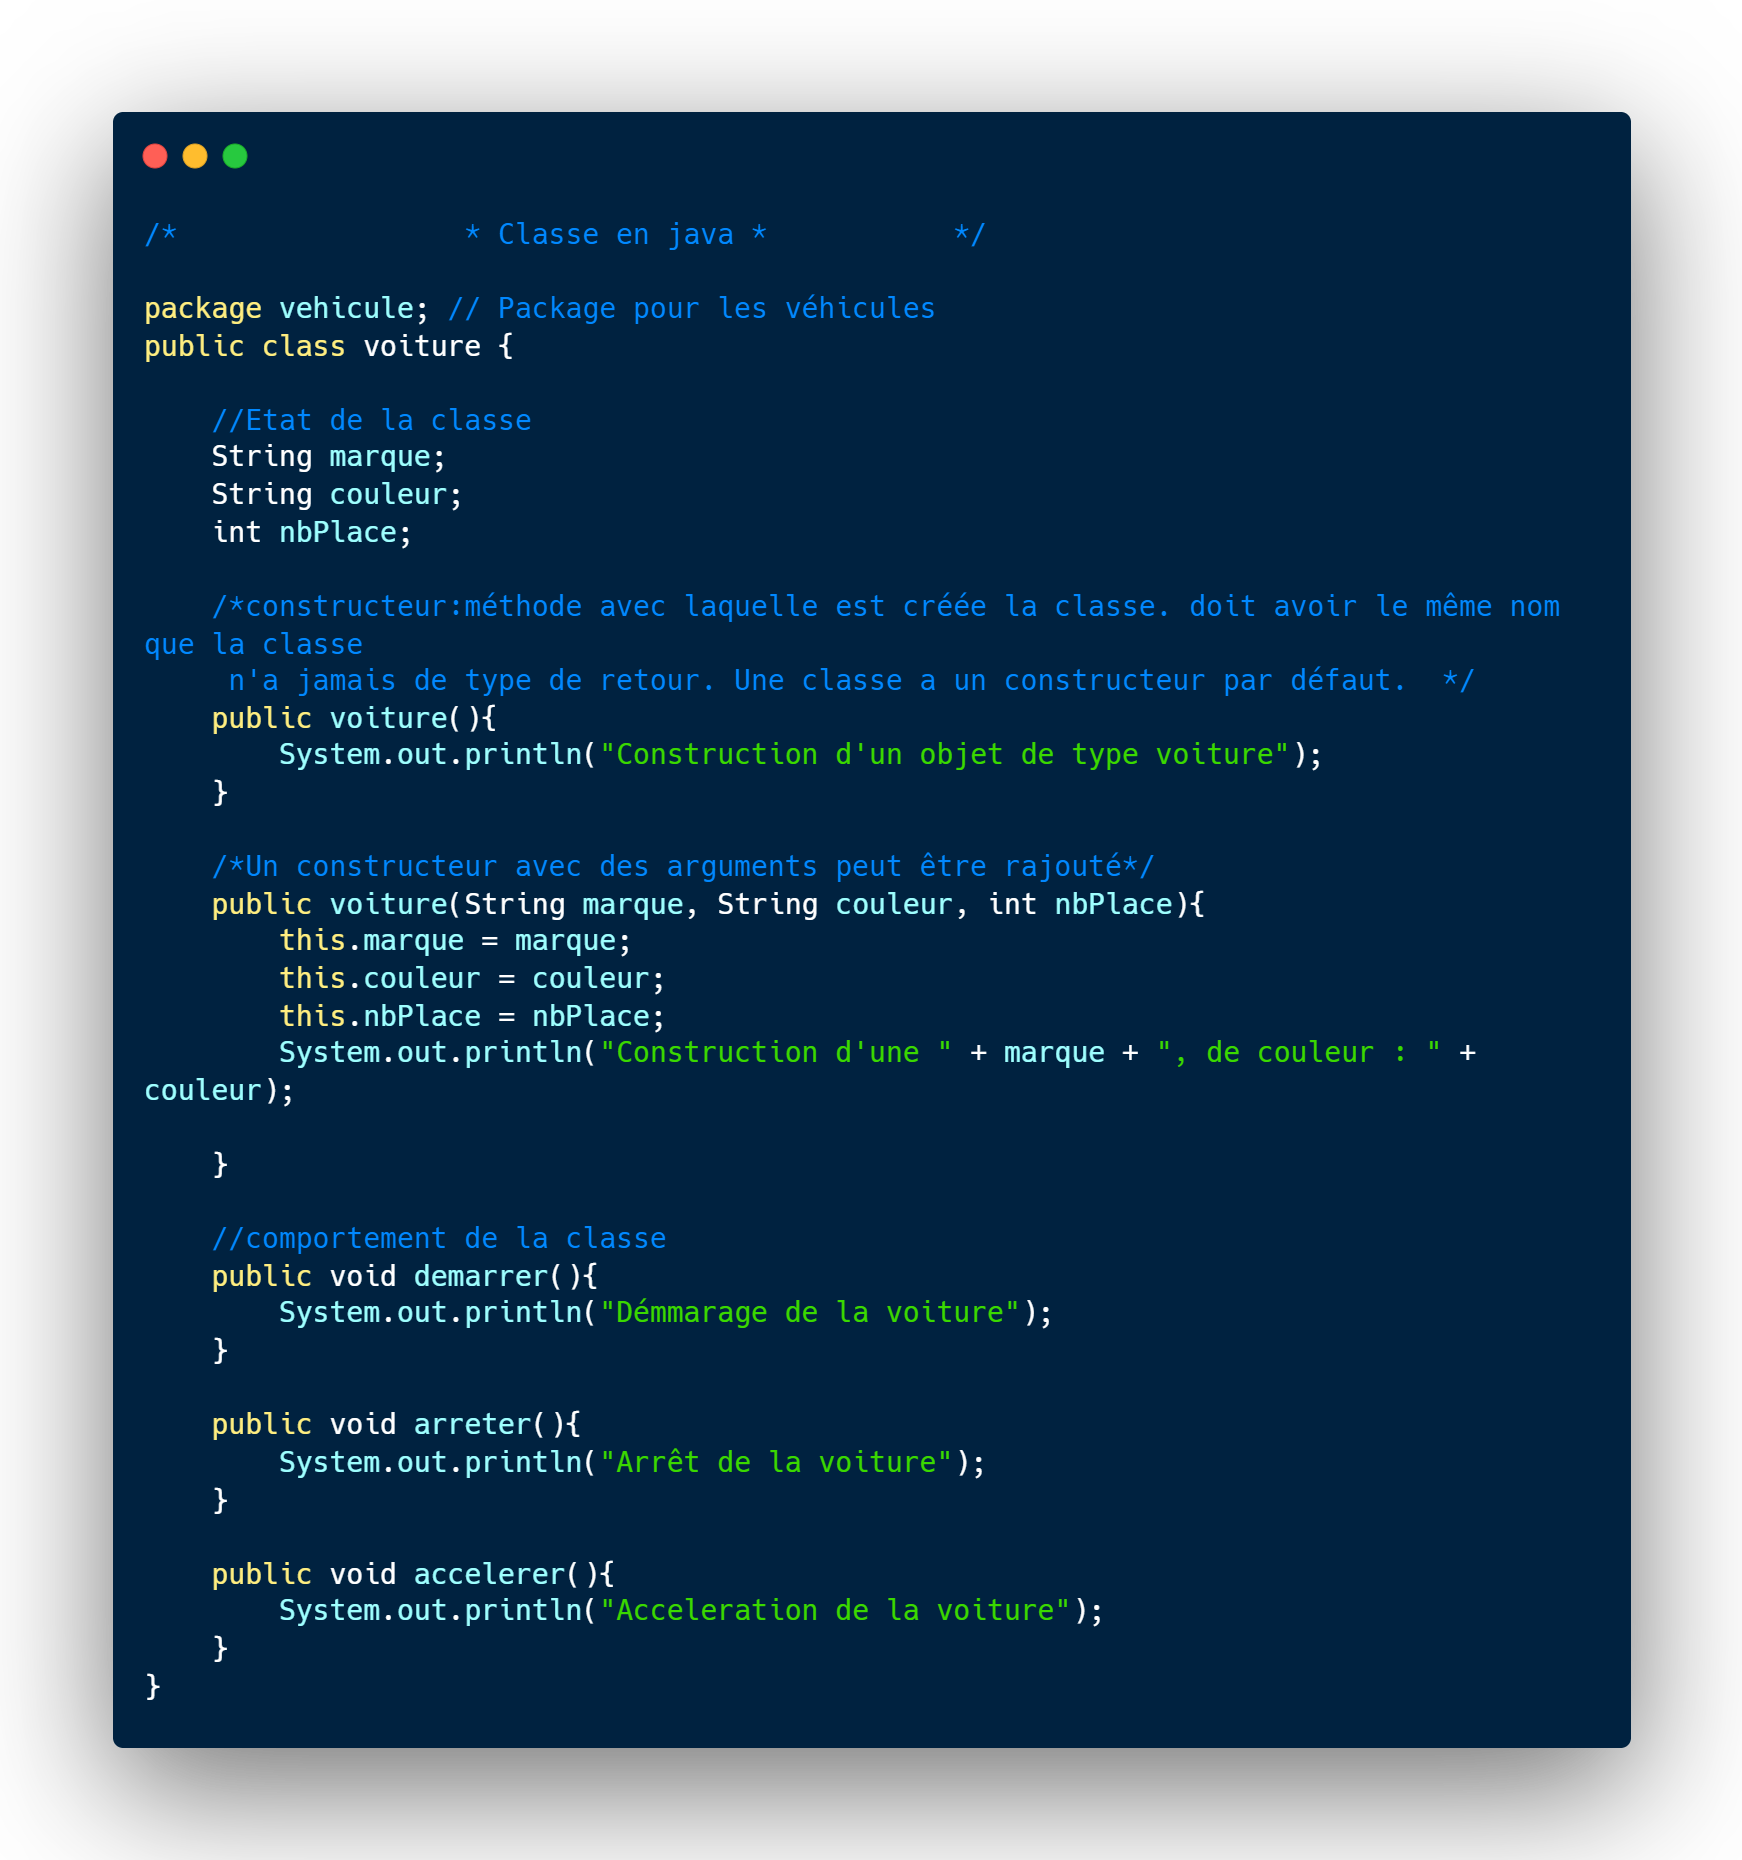 /*                 * Classe en java *           */
package vehicule; // Package pour les véhicules
public class voiture {
    //Etat de la classe
    String marque;
    String couleur;
    int nbPlace;
    /*constructeur:méthode avec laquelle est créée la classe. doit avoir le même nom
que la classe
     n'a jamais de type de retour. Une classe a un constructeur par défaut.  */
    public voiture(){
        System.out.println("Construction d'un objet de type voiture");
    }
    /*Un constructeur avec des arguments peut être rajouté*/
    public voiture(String marque, String couleur, int nbPlace){
        this.marque = marque;
        this.couleur = couleur;
        this.nbPlace = nbPlace;
        System.out.println("Construction d'une " + marque + ", de couleur : " +
couleur);
    }
    //comportement de la classe
    public void demarrer(){
        System.out.println("Démmarage de la voiture");
    }
    public void arreter(){
        System.out.println("Arrêt de la voiture");
    }
    public void accelerer(){
        System.out.println("Acceleration de la voiture");
    }
}